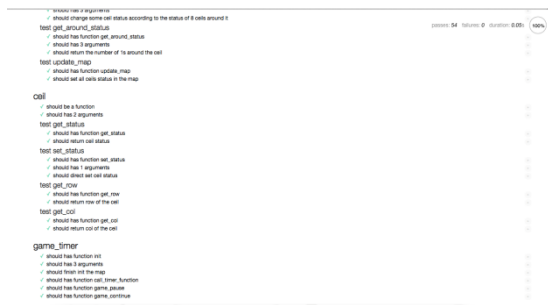 ✓ should has 3 arguments
✓ should change some cell status according to the status of 8 cells around it
passes: 54 failures: 0 duration: 0.05s 100%
test get_around_status
✓ should has function get_around_status
✓ should has 3 arguments
✓ should return the number of 1s around the cell
test update_map
✓ should has function update_map
✓ should set all cells status in the map
cell
✓ should be a function
✓ should has 2 arguments
test get_status
✓ should has function get_status
✓ should return cell status
test set_status
✓ should has function set_status
✓ should has 1 arguments
✓ should direct set cell status
test get_row
✓ should has function get_row
✓ should return row of the cell
test get_col
✓ should has function get_col
✓ should return col of the cell
game_timer
✓ should has function init
✓ should has 3 arguments
✓ should finish init the map
✓ should has function call_timer_function
✓ should has function game_pause
✓ should has function game_continue